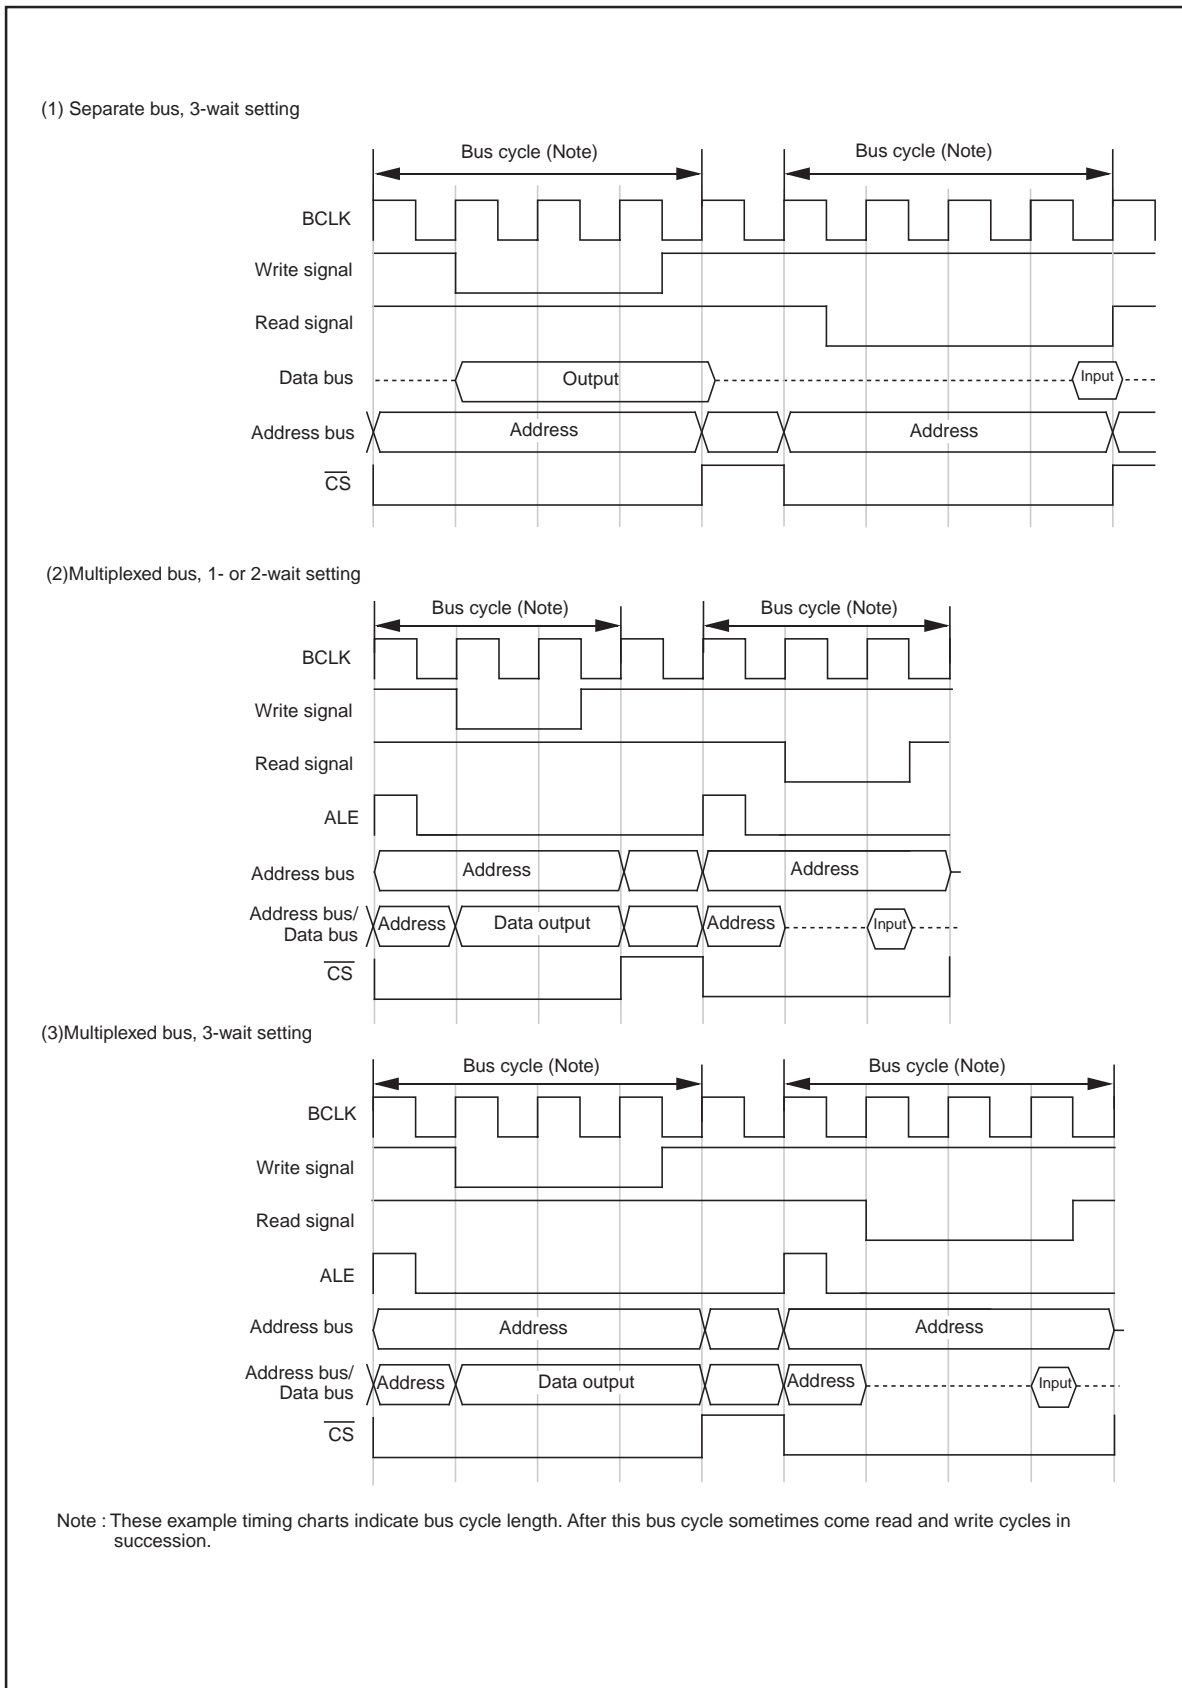 (1) Separate bus, 3-wait setting
Bus cycle (Note) Bus cycle (Note)
BCLK
Write signal
Read signal
Data bus Output Input
Address bus Address Address
CS
(2)Multiplexed bus, 1- or 2-wait setting
Bus cycle (Note) Bus cycle (Note)
BCLK
Write signal
Read signal
ALE
Address bus Address Address
Address bus/
Data bus Address Data output Address Input
CS
(3)Multiplexed bus, 3-wait setting
Bus cycle (Note) Bus cycle (Note)
BCLK
Write signal
Read signal
ALE
Address bus Address Address
Address bus/
Data bus Address Data output Address Input
CS
Note : These example timing charts indicate bus cycle length. After this bus cycle sometimes come read and write cycles in
succession.